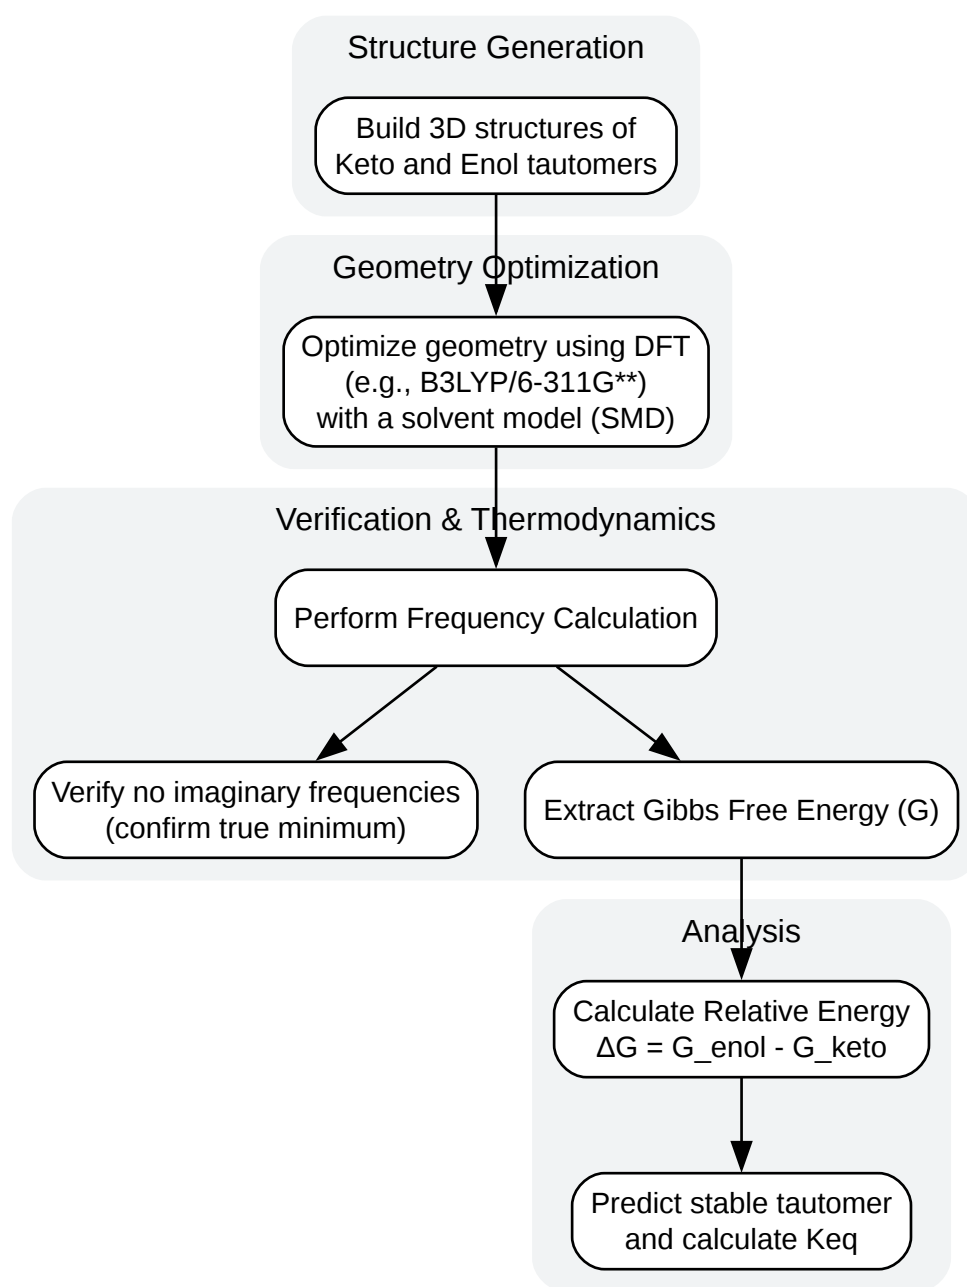 Structure Generation
Build 3D structures of
Keto and Enol tautomers
Geometry Optimization
Optimize geometry using DFT
(e.g., B3LYP/6-311G**)
with a solvent model (SMD)
Verification & Thermodynamics
Perform Frequency Calculation
Verify no imaginary frequencies
(confirm true minimum)
Extract Gibbs Free Energy (G)
Analysis
Calculate Relative Energy
ΔG = G_enol - G_keto
Predict stable tautomer
and calculate Keq